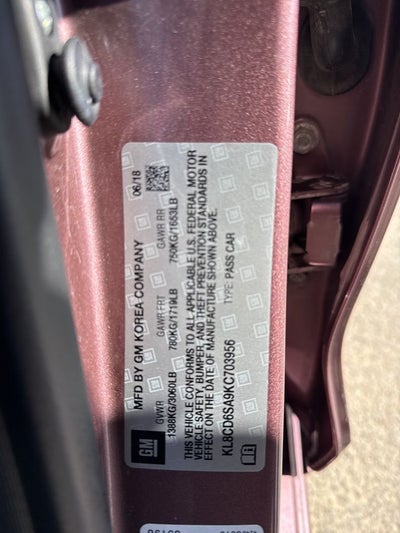 MFD BY GM KOREA COMPANY 06/18
GVWR GAWR FRT GAWR RR
1388KG/3060LB 780KG/1719LB 750KG/1653LB
THIS VEHICLE CONFORMS TO ALL APPLICABLE U.S. FEDERAL MOTOR
VEHICLE SAFETY, BUMPER, AND THEFT PREVENTION STANDARDS IN
EFFECT ON THE DATE OF MANUFACTURE SHOWN ABOVE.
KL8CD6SA9KC703956 TYPE: PASS CAR
GM